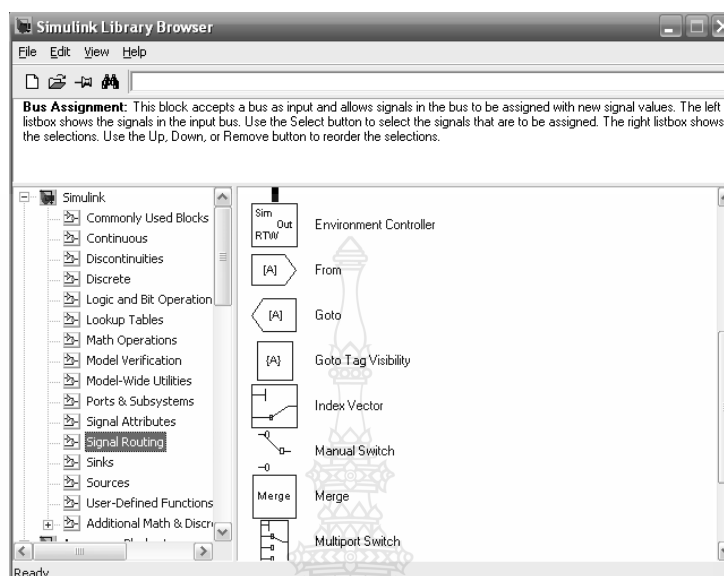 Simulink Library Browser
File Edit View Help
Bus Assignment: This block accepts a bus as input and allows signals in the bus to be assigned with new signal values. The left
listbox shows the signals in the input bus. Use the Select button to select the signals that are to be assigned. The right listbox shows
the selections. Use the Up, Down, or Remove button to reorder the selections.
Simulink
Commonly Used Blocks
Continuous
Discontinuities
Discrete
Logic and Bit Operation
Lookup Tables
Math Operations
Model Verification
Model-Wide Utilities
Ports & Subsystems
Signal Attributes
Signal Routing
Sinks
Sources
User-Defined Functions
Additional Math & Discr
Sim
Out
RTW
Environment Controller
[A]
From
[A]
Goto
{A}
Goto Tag Visibility
Index Vector
Manual Switch
Merge
Merge
Multiport Switch
Ready